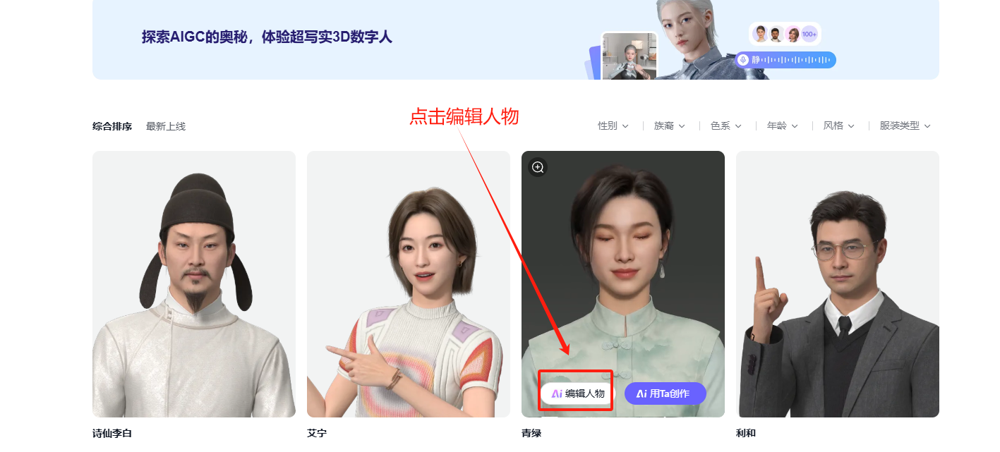 探索AIGC的奥秘，体验超写实3D数字人
100+
静
点击编辑人物
综合排序
最新上线
性别
族裔
色系
年龄
风格
服装类型
Ai 编辑人物
Ai 用Ta创作
诗仙李白
艾宁
青绿
利和